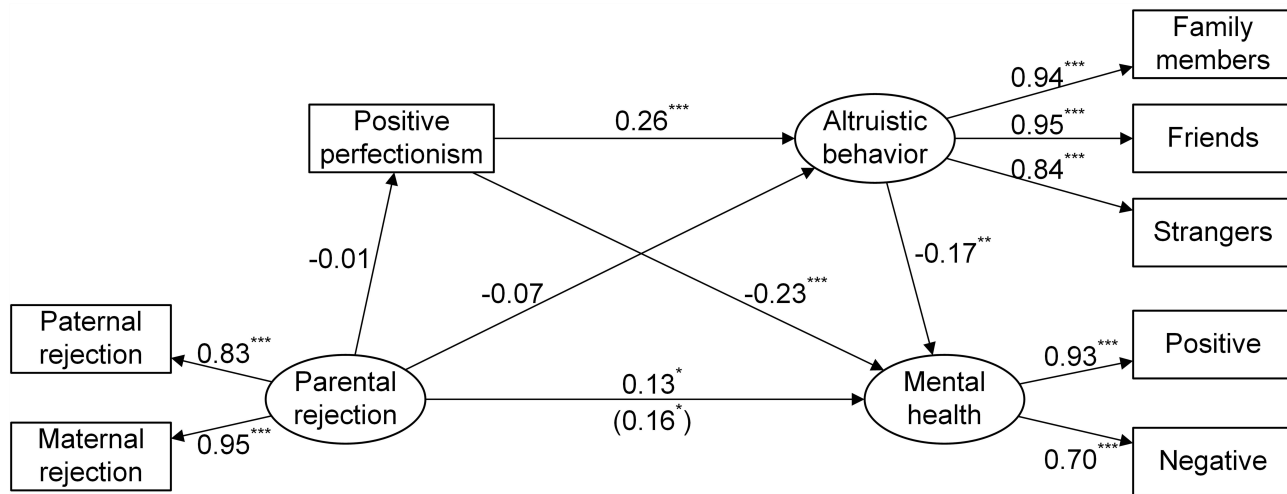 Family
members
0.94***
Positive
perfectionism
0.26***
Altruistic
behavior
0.95***
Friends
0.84***
Strangers
-0.01
-0.07
-0.23***
-0.17**
Paternal
rejection
0.83***
Parental
rejection
0.13*
(0.16*)
Mental
health
0.93***
Positive
Maternal
rejection
0.95***
0.70***
Negative